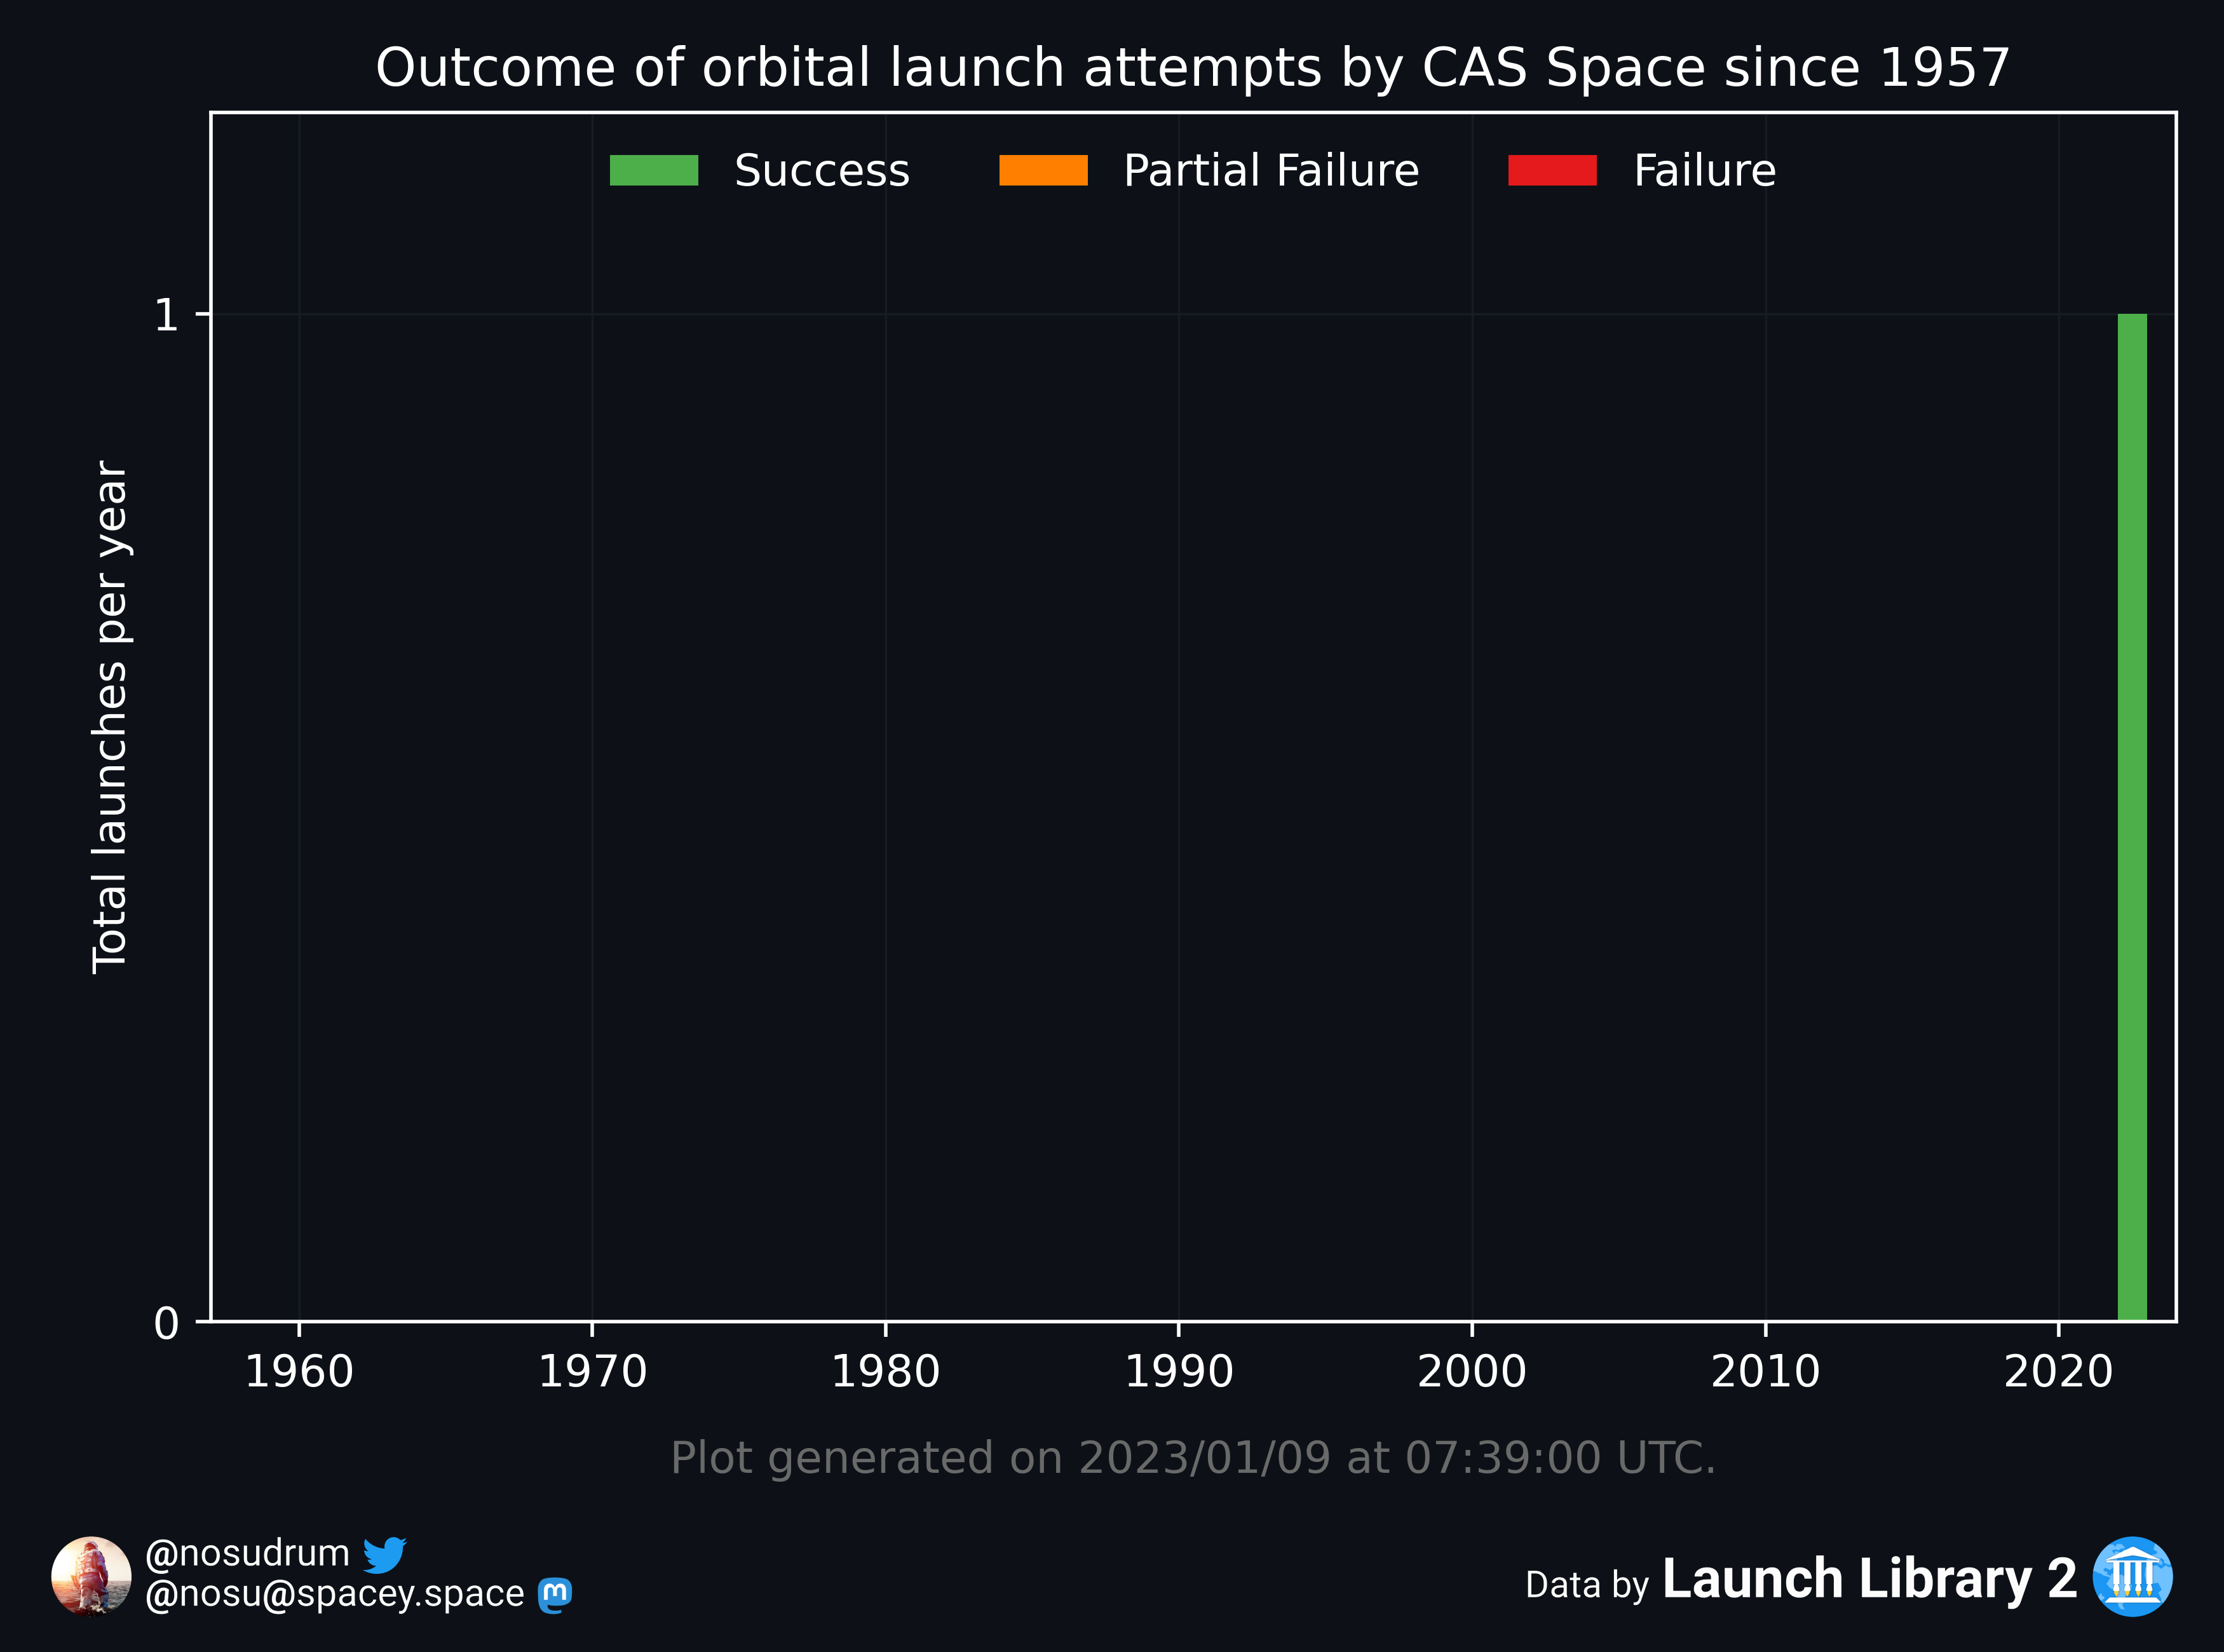 Outcome of orbital launch attempts by CAS Space since 1957
Success Partial Failure Failure
1
Total launches per year
0
1960 1970 1980 1990 2000 2010 2020
Plot generated on 2023/01/09 at 07:39:00 UTC.
@nosudrum
@nosu@spacey.space
Data by Launch Library 2